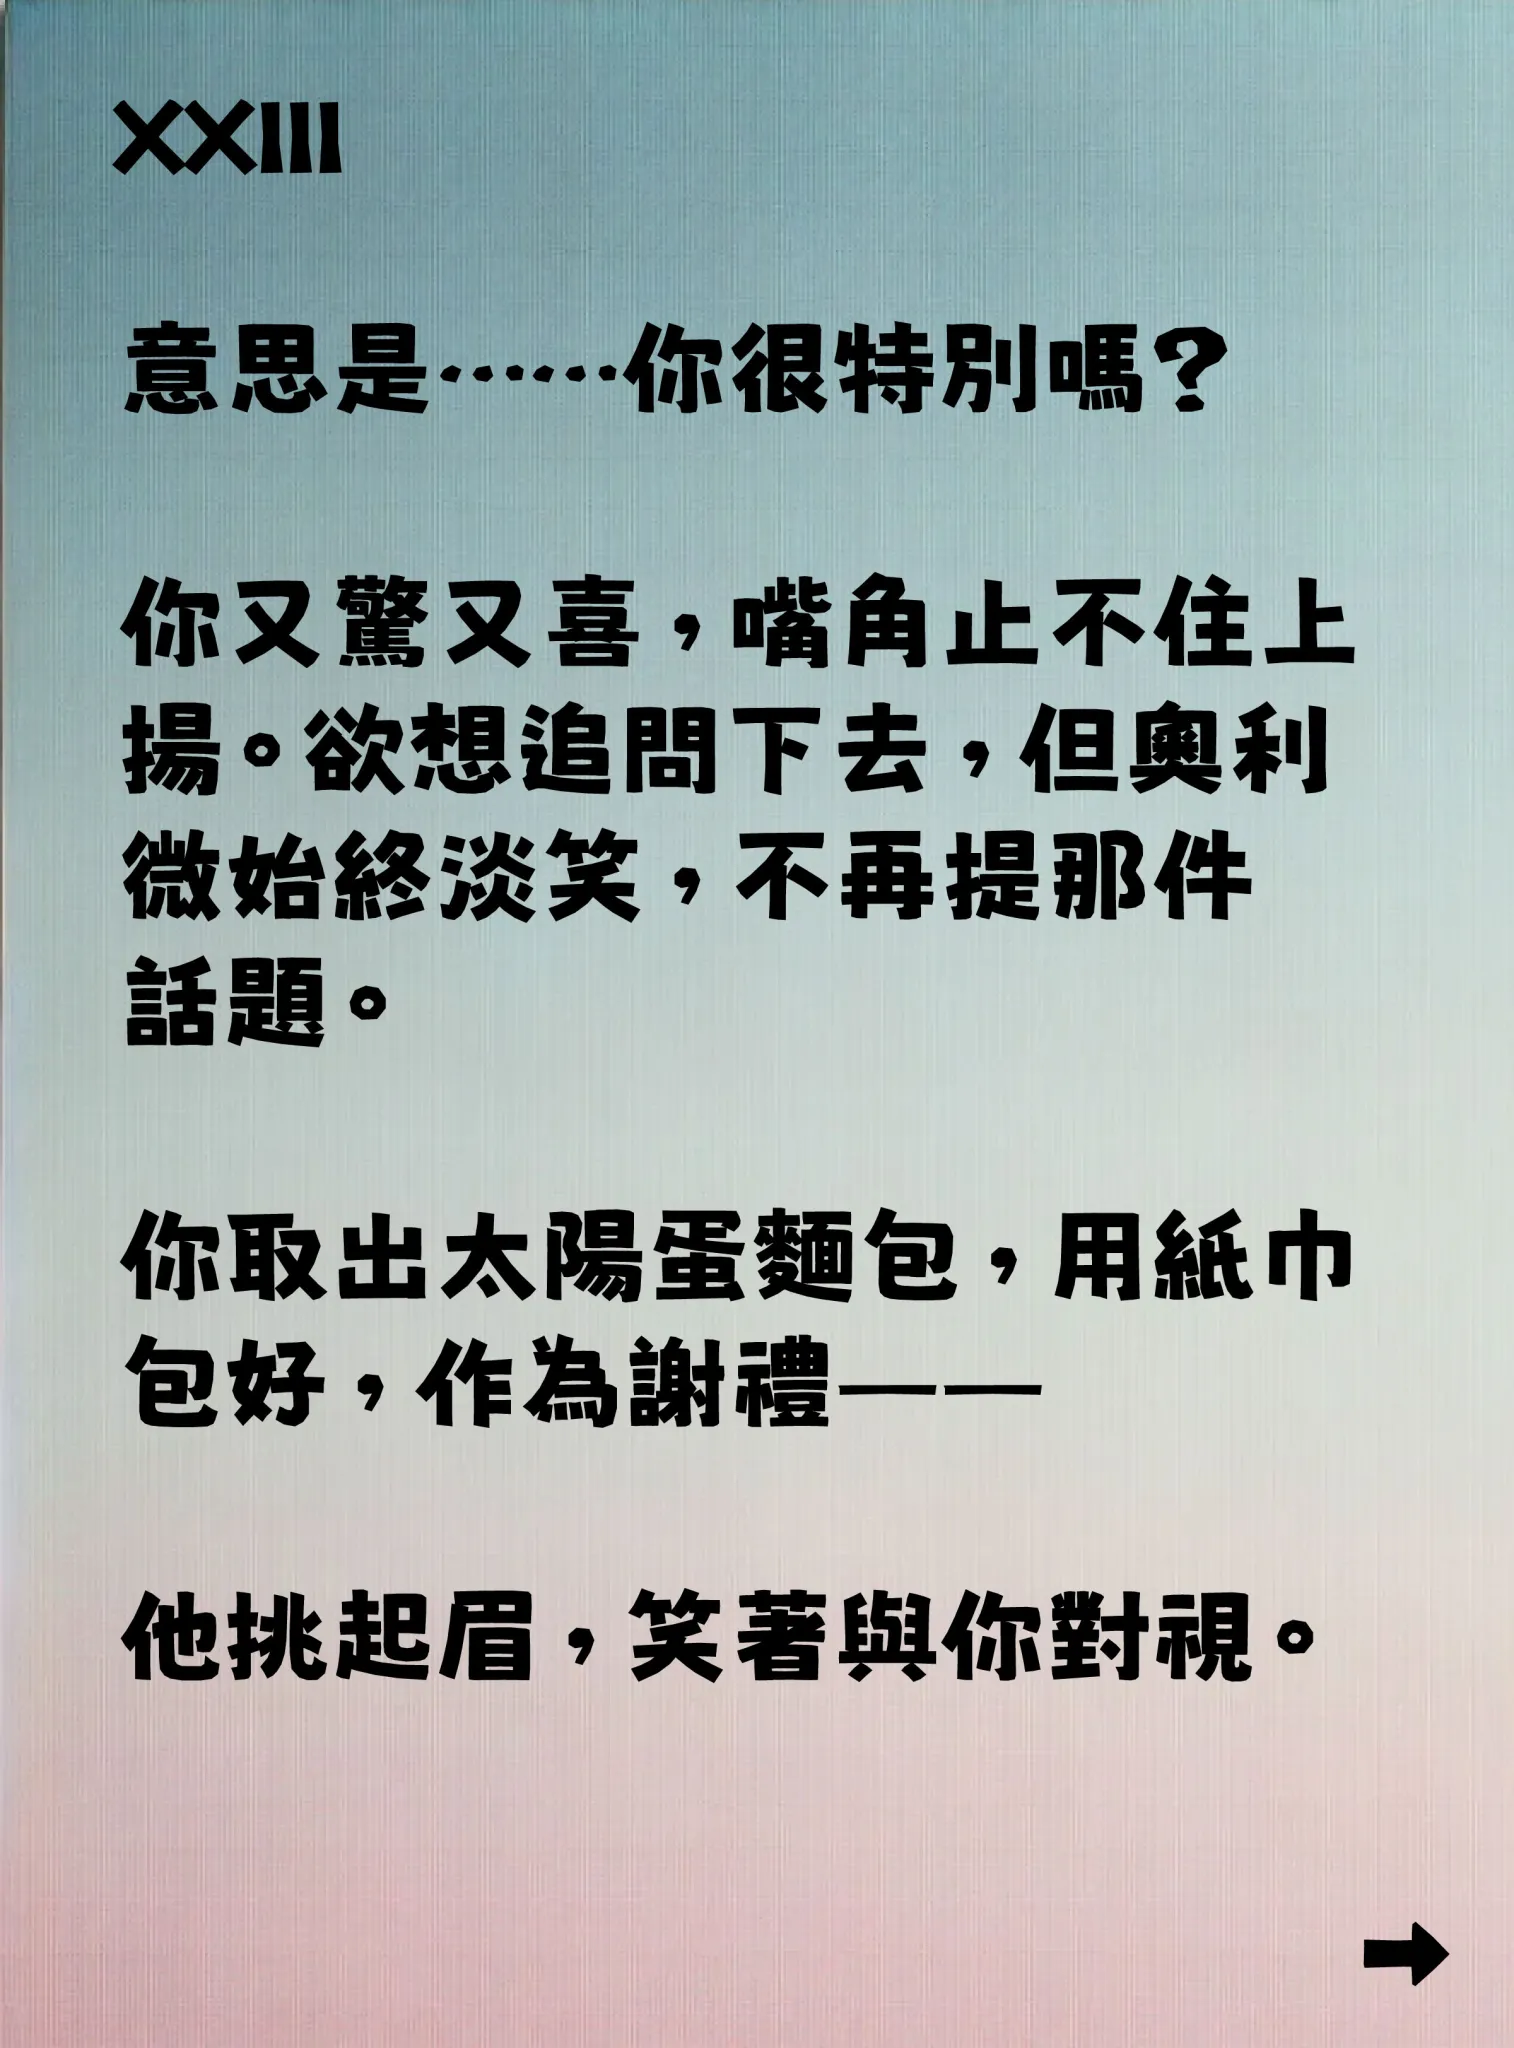 XXIII
意思是⋯⋯你很特別嗎？
你又驚又喜，嘴角止不住上
揚。欲想追問下去，但奧利
微始終淡笑，不再提那件
話題。
你取出太陽蛋麵包，用紙巾
包好，作為謝禮——
他挑起眉，笑著與你對視。